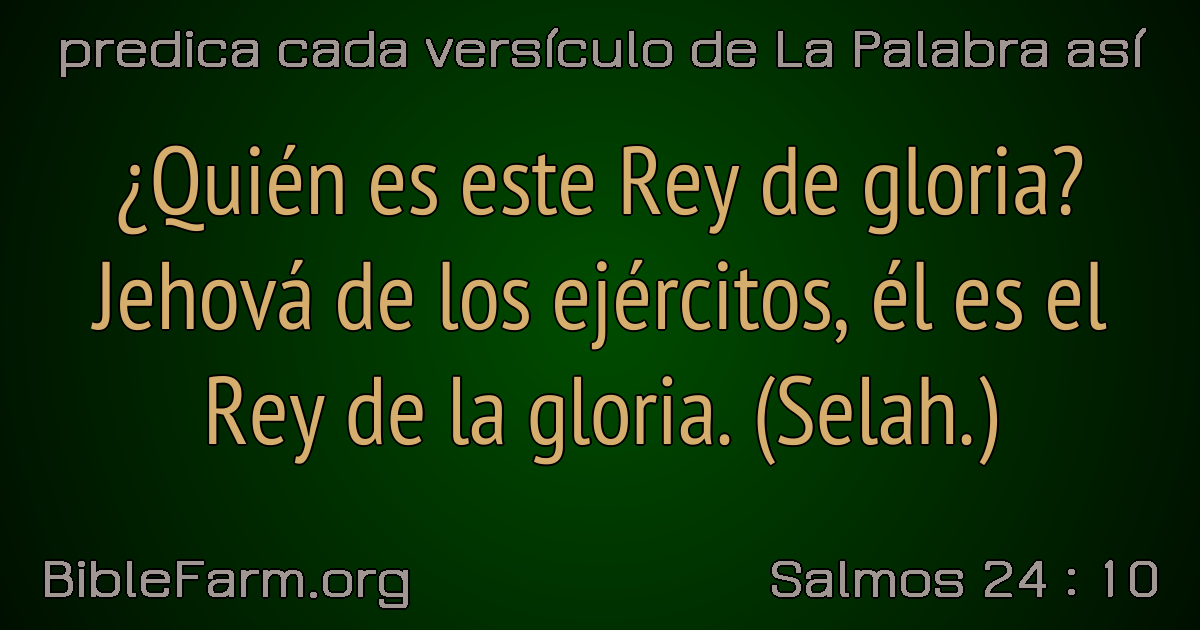 predica cada versículo de La Palabra así
¿Quién es este Rey de gloria?
Jehová de los ejércitos, él es el
Rey de la gloria. (Selah.)
BibleFarm.org
Salmos 24 : 10